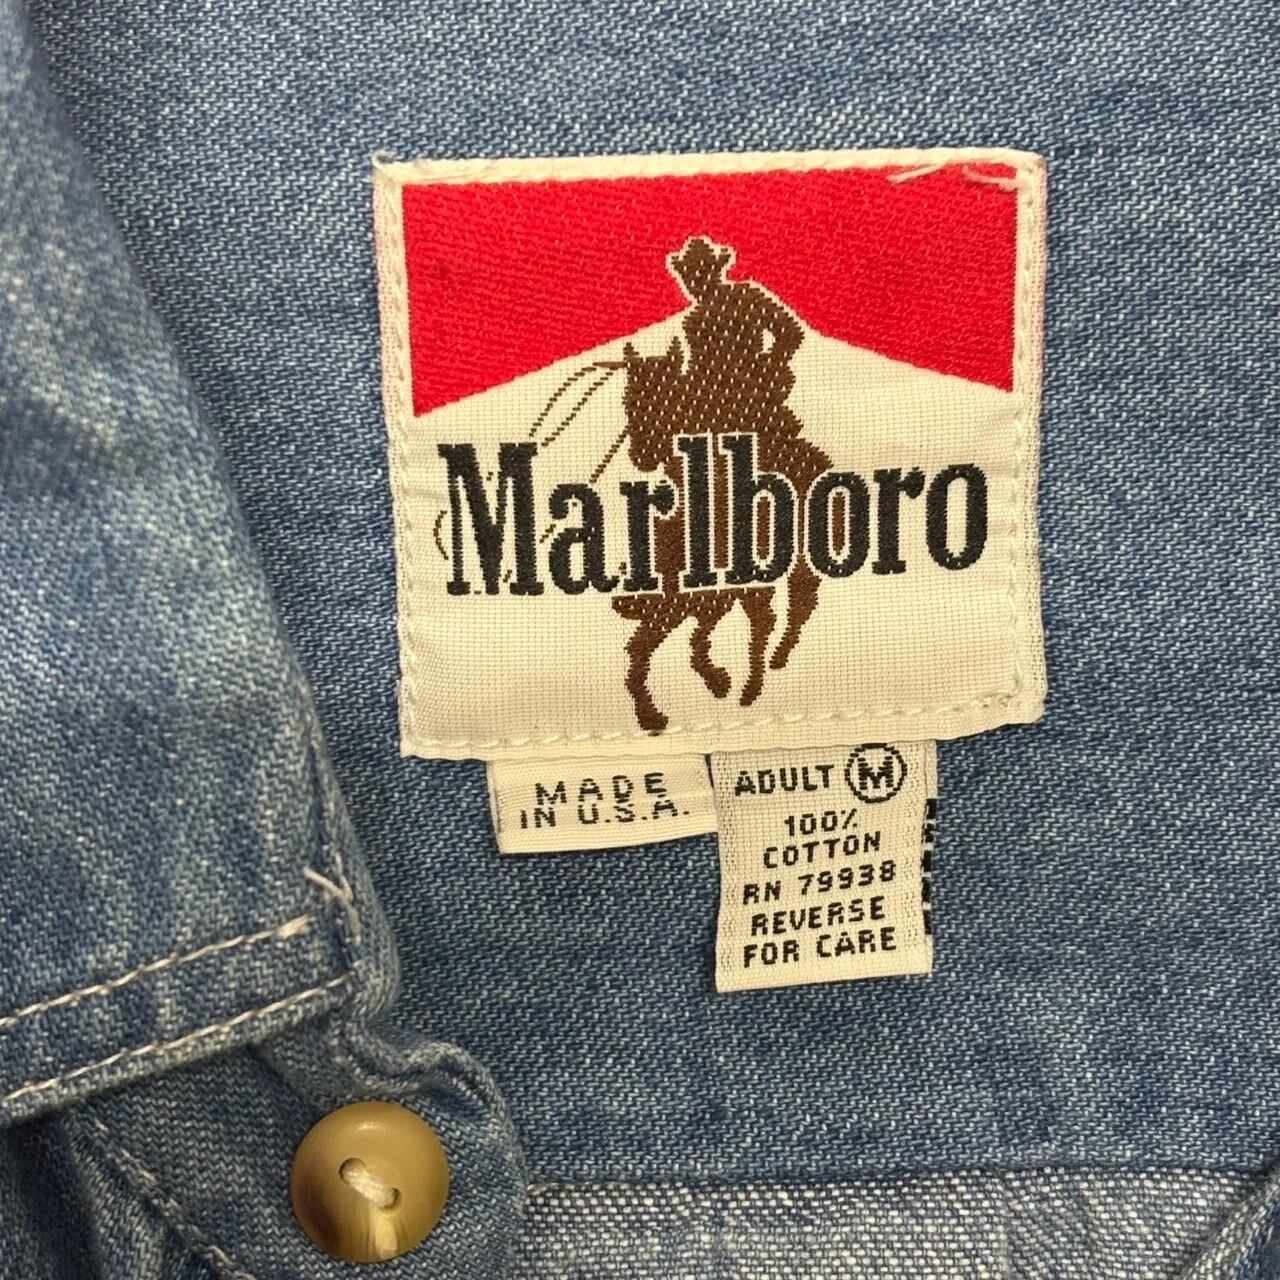 Marlboro
MADE
IN U.S.A.
ADULT M
100%
COTTON
RN 79938
REVERSE
FOR CARE